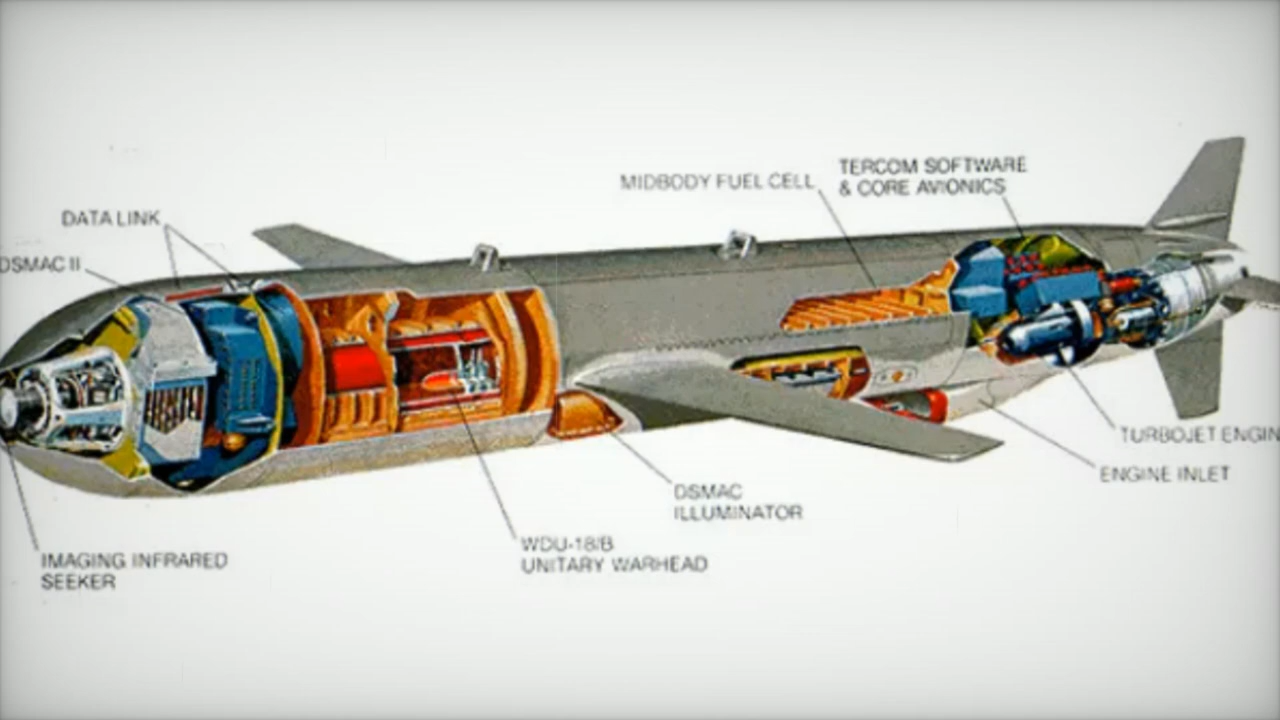 MIDBODY FUEL CELL
TERCOM SOFTWARE
& CORE AVIONICS
DATA LINK
DSMAC II
TURBOJET ENGIN
ENGINE INLET
DSMAC
ILLUMINATOR
WDU-18/B
UNITARY WARHEAD
IMAGING INFRARED
SEEKER